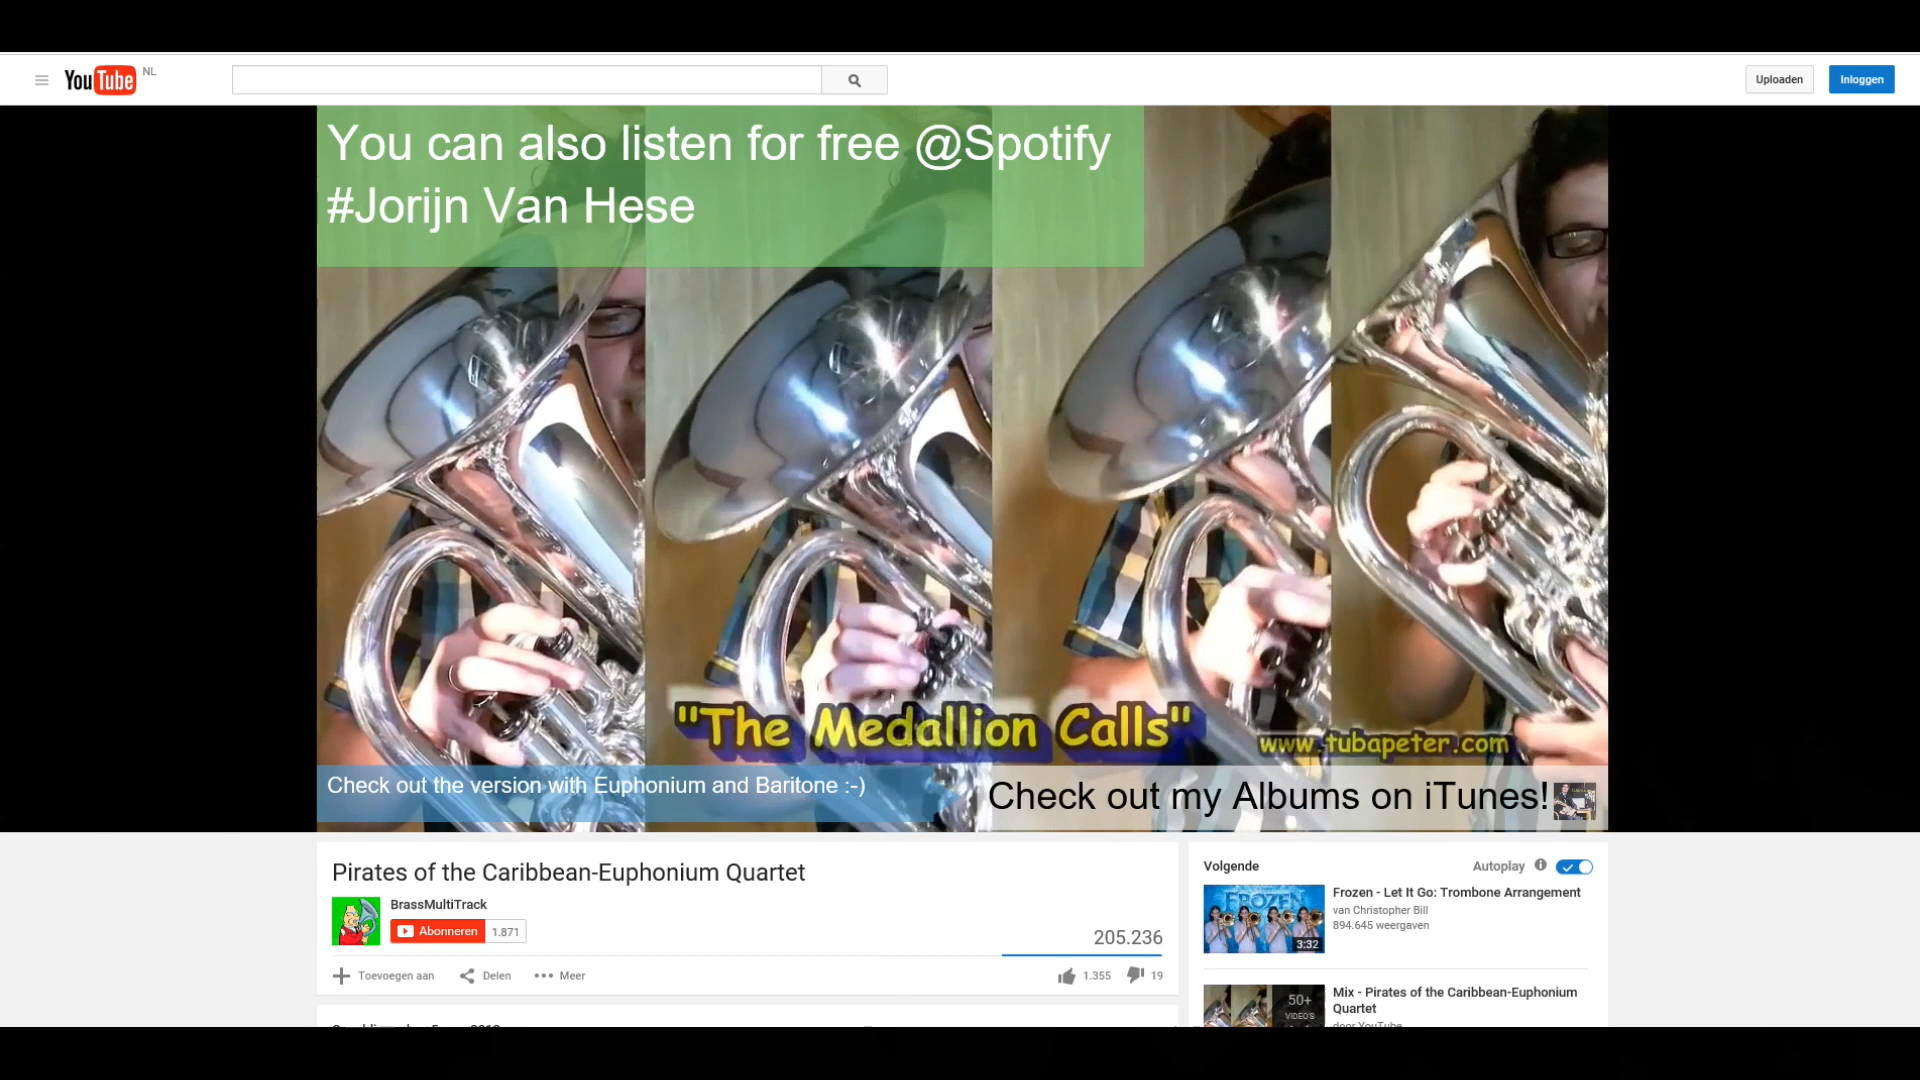 YouTube NL
Uploaden
Inloggen
You can also listen for free @Spotify
#Jorijn Van Hese
"The Medallion Calls"
www.tubapeter.com
Check out the version with Euphonium and Baritone :-)
Check out my Albums on iTunes!
Pirates of the Caribbean-Euphonium Quartet
BrassMultiTrack
Abonneren 1.871
205.236
Toevoegen aan
Delen
Meer
1.355
19
Volgende
Autoplay
FROZEN
3:32
Frozen - Let It Go: Trombone Arrangement
van Christopher Bill
894.645 weergaven
50+
VIDEO'S
Mix - Pirates of the Caribbean-Euphonium
Quartet
door YouTube